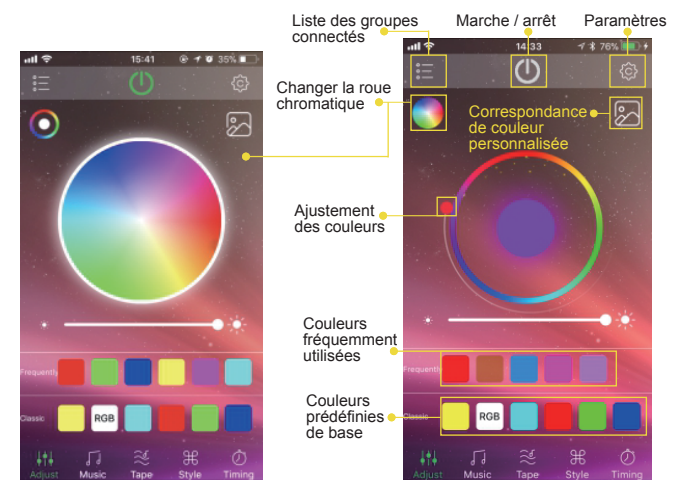 Liste des groupes
connectés
Marche / arrêt
Paramètres
15:41
35%
14:33
76%
Changer la roue
chromatique
Correspondance
de couleur
personnalisée
Ajustement
des couleurs
Couleurs
fréquemment
utilisées
Frequently
Frequently
Couleurs
prédéfinies
de base
Classic
RGB
Classic
RGB
Adjust
Music
Tape
Style
Timing
Adjust
Music
Tape
Style
Timing